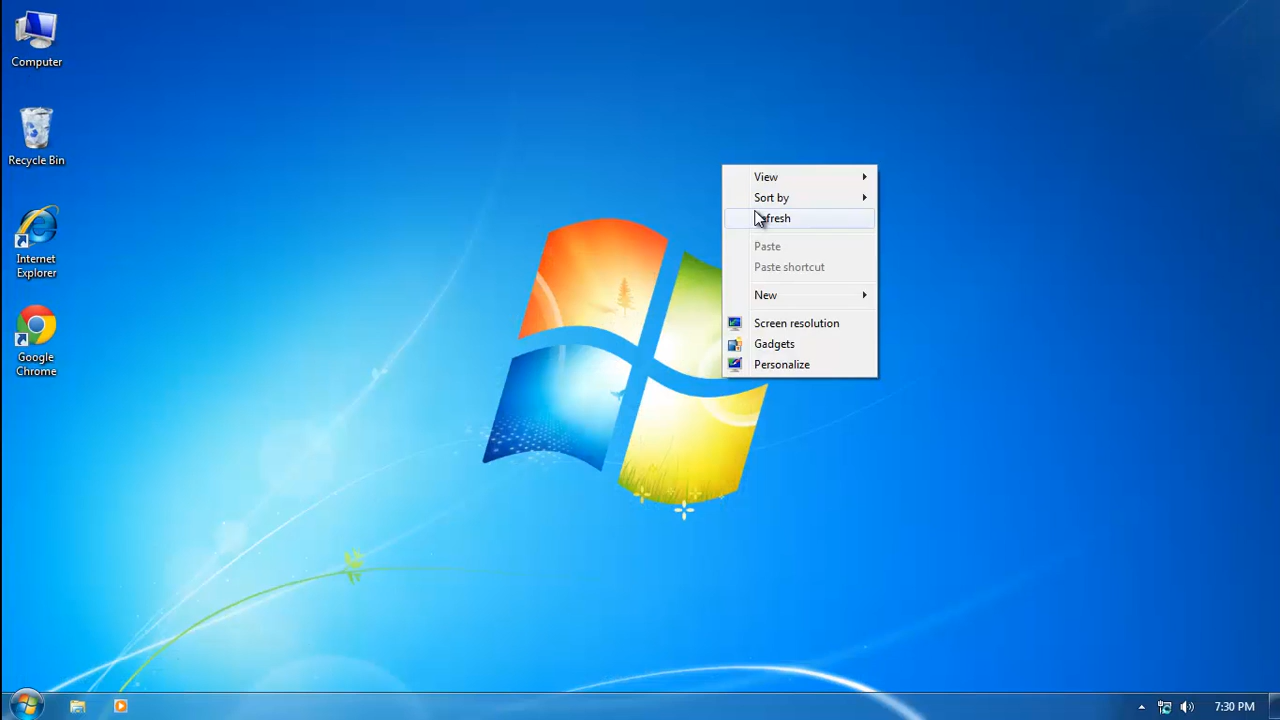 Computer
Recycle Bin
Internet
Explorer
Google
Chrome
View
Sort by
Refresh
Paste
Paste shortcut
New
Screen resolution
Gadgets
Personalize
7:30 PM